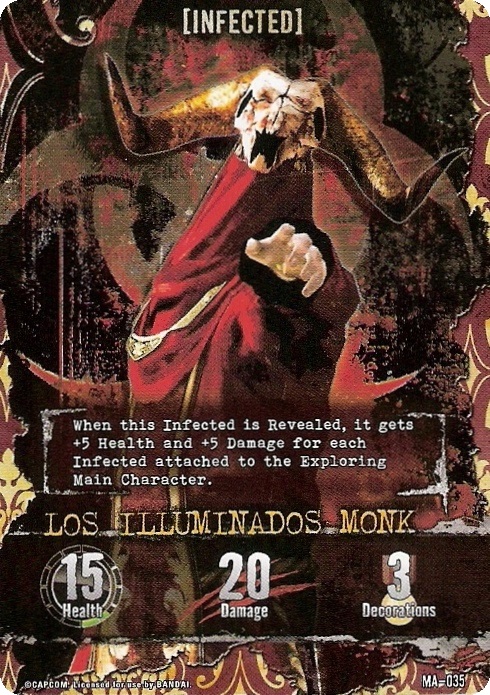 [INFECTED]
When this Infected is Revealed, it gets
+5 Health and +5 Damage for each
Infected attached to the Exploring
Main Character.
LOS ILLUMINADOS MONK
15 20 3
Health Damage Decorations
©CAPCOM. Licensed for use by BANDAI. MA-035